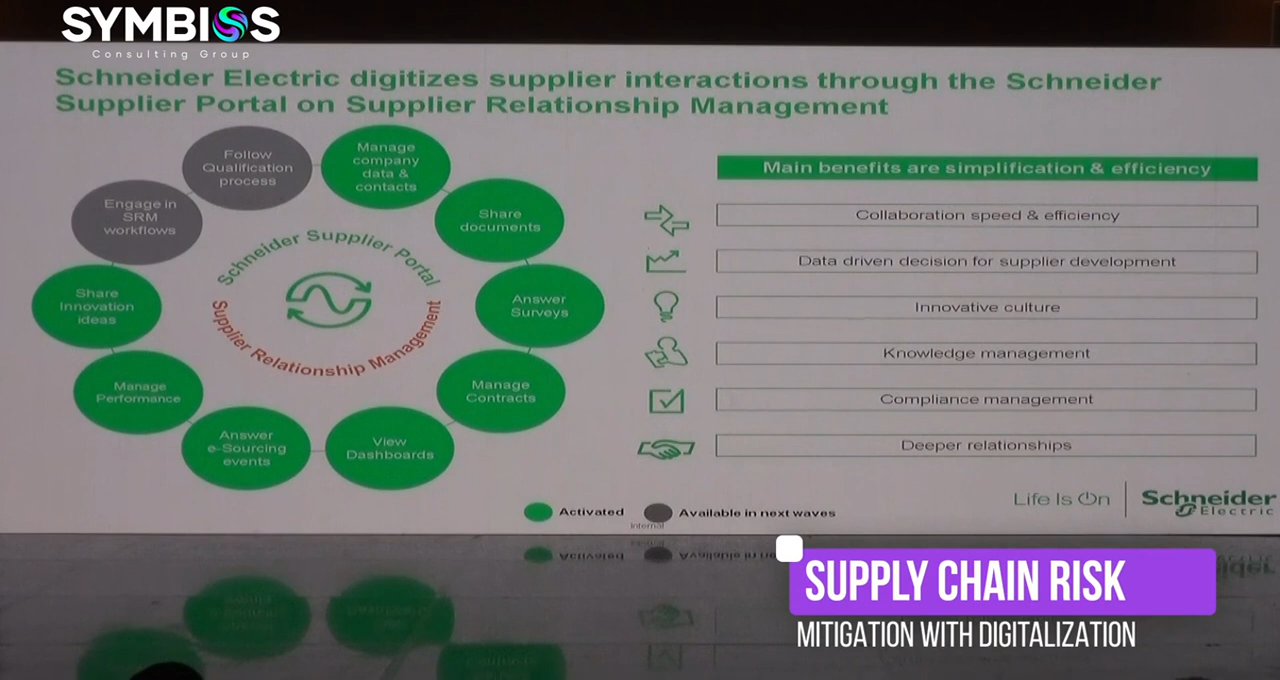 SYMBIOS
Consulting Group
Schneider Electric digitizes supplier interactions through the Schneider
Supplier Portal on Supplier Relationship Management
Follow
Qualification
process
Manage
company
data &
contacts
Engage in
SRM
workflows
Share
documents
Share
Innovation
ideas
Answer
Surveys
Manage
Performance
Manage
Contracts
Answer
e-Sourcing
events
View
Dashboards
Schneider Supplier Portal
Supplier Relationship Management
Main benefits are simplification & efficiency
Collaboration speed & efficiency
Data driven decision for supplier development
Innovative culture
Knowledge management
Compliance management
Deeper relationships
Activated
Available in next waves
Internal
Life Is On
Schneider
Electric
SUPPLY CHAIN RISK
MITIGATION WITH DIGITALIZATION